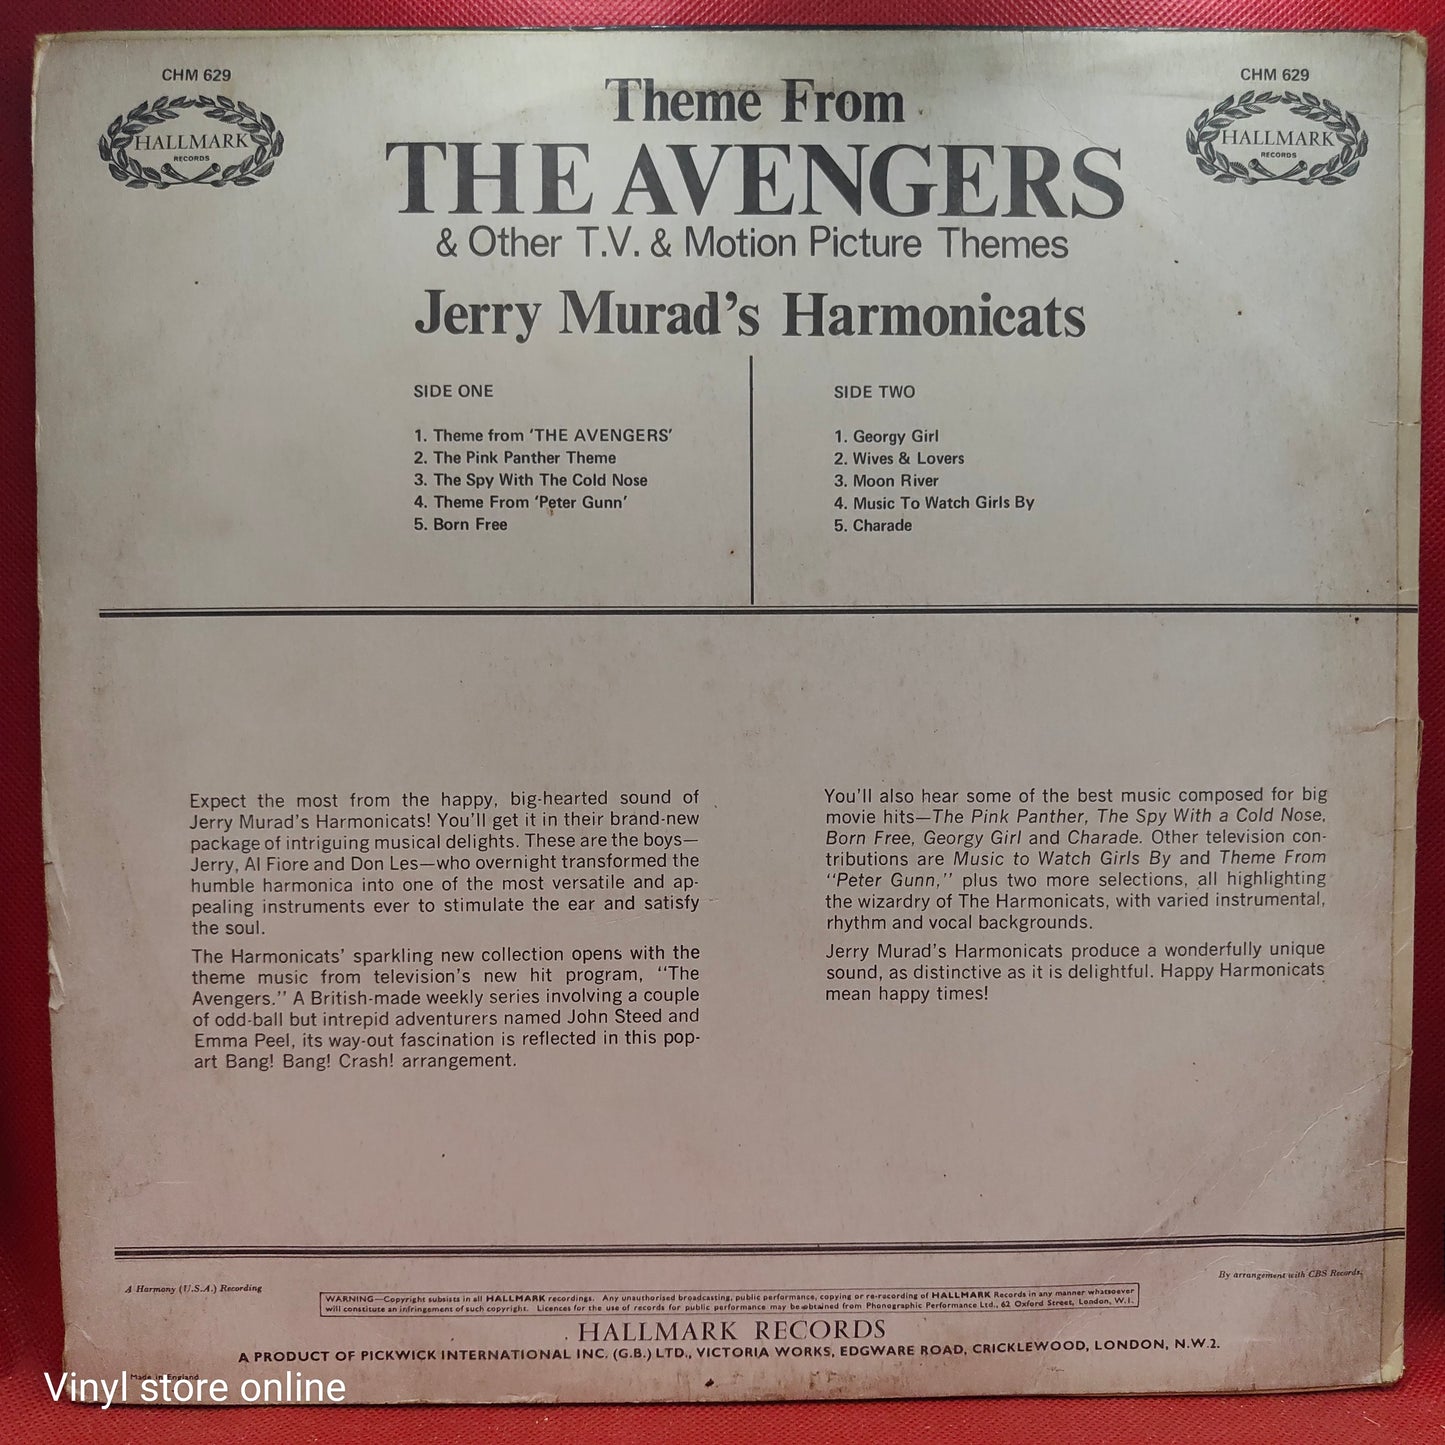 CHM 629
HALLMARK
RECORDS
CHM 629
HALLMARK
RECORDS
Theme From
THE AVENGERS
& Other T.V. & Motion Picture Themes
Jerry Murad's Harmonicats
SIDE ONE
1. Theme from 'THE AVENGERS'
2. The Pink Panther Theme
3. The Spy With The Cold Nose
4. Theme From 'Peter Gunn'
5. Born Free
SIDE TWO
1. Georgy Girl
2. Wives & Lovers
3. Moon River
4. Music To Watch Girls By
5. Charade
Expect the most from the happy, big-hearted sound of
Jerry Murad's Harmonicats! You'll get it in their brand-new
package of intriguing musical delights. These are the boys—
Jerry, Al Fiore and Don Les—who overnight transformed the
humble harmonica into one of the most versatile and ap-
pealing instruments ever to stimulate the ear and satisfy
the soul.
The Harmonicats' sparkling new collection opens with the
theme music from television's new hit program, "The
Avengers." A British-made weekly series involving a couple
of odd-ball but intrepid adventurers named John Steed and
Emma Peel, its way-out fascination is reflected in this pop-
art Bang! Bang! Crash! arrangement.
You'll also hear some of the best music composed for big
movie hits—The Pink Panther, The Spy With a Cold Nose,
Born Free, Georgy Girl and Charade. Other television con-
tributions are Music to Watch Girls By and Theme From
"Peter Gunn," plus two more selections, all highlighting
the wizardry of The Harmonicats, with varied instrumental,
rhythm and vocal backgrounds.
Jerry Murad's Harmonicats produce a wonderfully unique
sound, as distinctive as it is delightful. Happy Harmonicats
mean happy times!
A Harmony (U.S.A.) Recording
By arrangement with CBS Records.
WARNING—Copyright subsists in all HALLMARK recordings. Any unauthorised broadcasting, public performance, copying or re-recording of HALLMARK Records in any manner whatsoever
will constitute an infringement of such copyright. Licences for the use of records for public performance may be obtained from Phonographic Performance Ltd., 62 Oxford Street, London, W.1.
HALLMARK RECORDS
A PRODUCT OF PICKWICK INTERNATIONAL INC. (G.B.) LTD., VICTORIA WORKS, EDGWARE ROAD, CRICKLEWOOD, LONDON, N.W.2.
Made in England
Vinyl store online